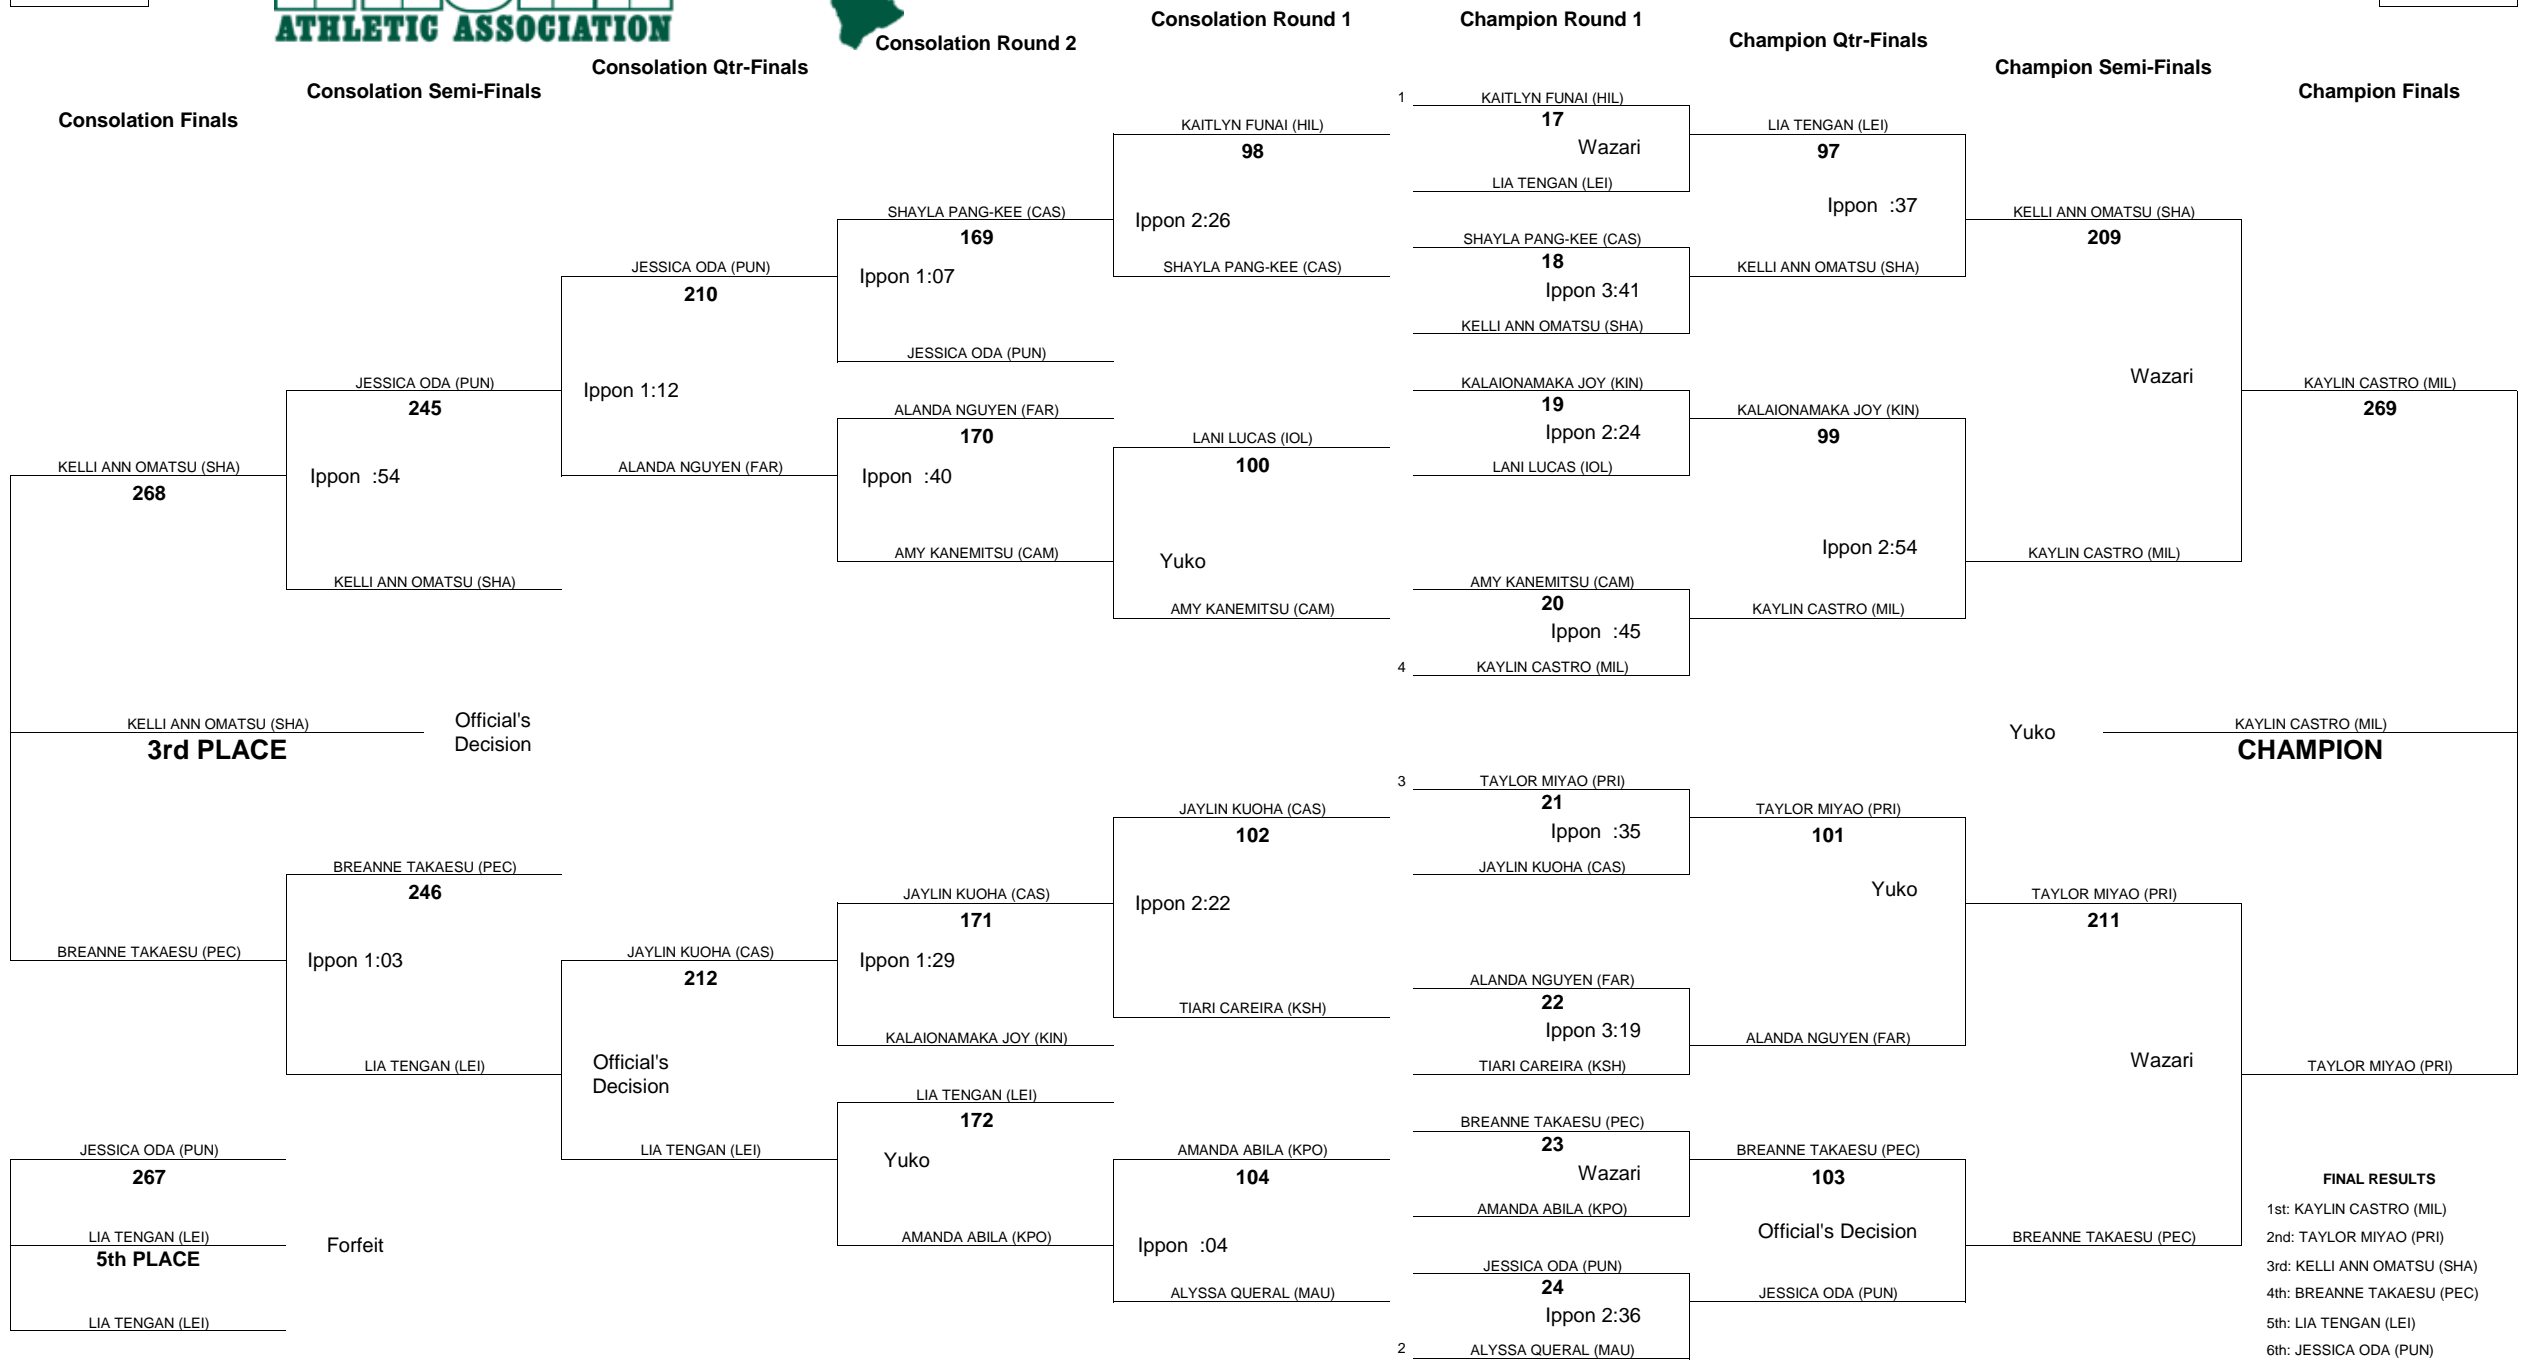 ATHLETIC ASSOCIATION
Consolation Round 1
Champion Round 1
Consolation Round 2
Champion Qtr-Finals
Consolation Qtr-Finals
Champion Semi-Finals
Consolation Semi-Finals
Champion Finals
Consolation Finals
1 KAITLYN FUNAI (HIL)
17
Wazari
LIA TENGAN (LEI)
SHAYLA PANG-KEE (CAS)
18
Ippon 3:41
KELLI ANN OMATSU (SHA)
KALAIONAMAKA JOY (KIN)
19
Ippon 2:24
LANI LUCAS (IOL)
AMY KANEMITSU (CAM)
20
Ippon :45
4 KAYLIN CASTRO (MIL)
3 TAYLOR MIYAO (PRI)
21
Ippon :35
JAYLIN KUOHA (CAS)
ALANDA NGUYEN (FAR)
22
Ippon 3:19
TIARI CAREIRA (KSH)
BREANNE TAKAESU (PEC)
23
Wazari
AMANDA ABILA (KPO)
JESSICA ODA (PUN)
24
Ippon 2:36
2 ALYSSA QUERAL (MAU)
LIA TENGAN (LEI)
97
Ippon :37
KELLI ANN OMATSU (SHA)
KALAIONAMAKA JOY (KIN)
99
Ippon 2:54
KAYLIN CASTRO (MIL)
TAYLOR MIYAO (PRI)
101
Yuko
ALANDA NGUYEN (FAR)
BREANNE TAKAESU (PEC)
103
Official's Decision
JESSICA ODA (PUN)
KELLI ANN OMATSU (SHA)
209
Wazari
KAYLIN CASTRO (MIL)
TAYLOR MIYAO (PRI)
211
Wazari
BREANNE TAKAESU (PEC)
KAYLIN CASTRO (MIL)
269
Yuko
KAYLIN CASTRO (MIL)
CHAMPION
TAYLOR MIYAO (PRI)
KAITLYN FUNAI (HIL)
98
Ippon 2:26
SHAYLA PANG-KEE (CAS)
LANI LUCAS (IOL)
100
Yuko
AMY KANEMITSU (CAM)
JAYLIN KUOHA (CAS)
102
Ippon 2:22
TIARI CAREIRA (KSH)
AMANDA ABILA (KPO)
104
Ippon :04
ALYSSA QUERAL (MAU)
SHAYLA PANG-KEE (CAS)
169
Ippon 1:07
JESSICA ODA (PUN)
ALANDA NGUYEN (FAR)
170
Ippon :40
AMY KANEMITSU (CAM)
JAYLIN KUOHA (CAS)
171
Ippon 1:29
KALAIONAMAKA JOY (KIN)
LIA TENGAN (LEI)
172
Yuko
AMANDA ABILA (KPO)
JESSICA ODA (PUN)
210
Ippon 1:12
ALANDA NGUYEN (FAR)
JAYLIN KUOHA (CAS)
212
Official's
Decision
LIA TENGAN (LEI)
JESSICA ODA (PUN)
245
Ippon :54
KELLI ANN OMATSU (SHA)
BREANNE TAKAESU (PEC)
246
Ippon 1:03
LIA TENGAN (LEI)
KELLI ANN OMATSU (SHA)
268
KELLI ANN OMATSU (SHA)
3rd PLACE
Official's
Decision
BREANNE TAKAESU (PEC)
JESSICA ODA (PUN)
267
LIA TENGAN (LEI)
5th PLACE
Forfeit
LIA TENGAN (LEI)
FINAL RESULTS
1st: KAYLIN CASTRO (MIL)
2nd: TAYLOR MIYAO (PRI)
3rd: KELLI ANN OMATSU (SHA)
4th: BREANNE TAKAESU (PEC)
5th: LIA TENGAN (LEI)
6th: JESSICA ODA (PUN)